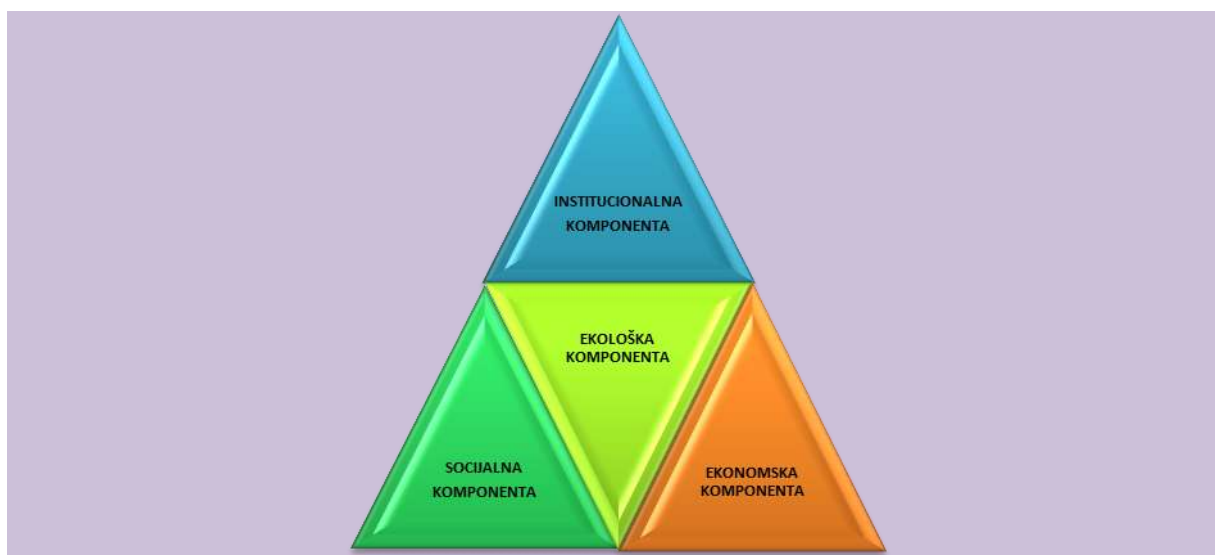 INSTITUCIONALNA
KOMPONENTA
EKOLOŠKA
KOMPONENTA
SOCIJALNA
KOMPONENTA
EKONOMSKA
KOMPONENTA